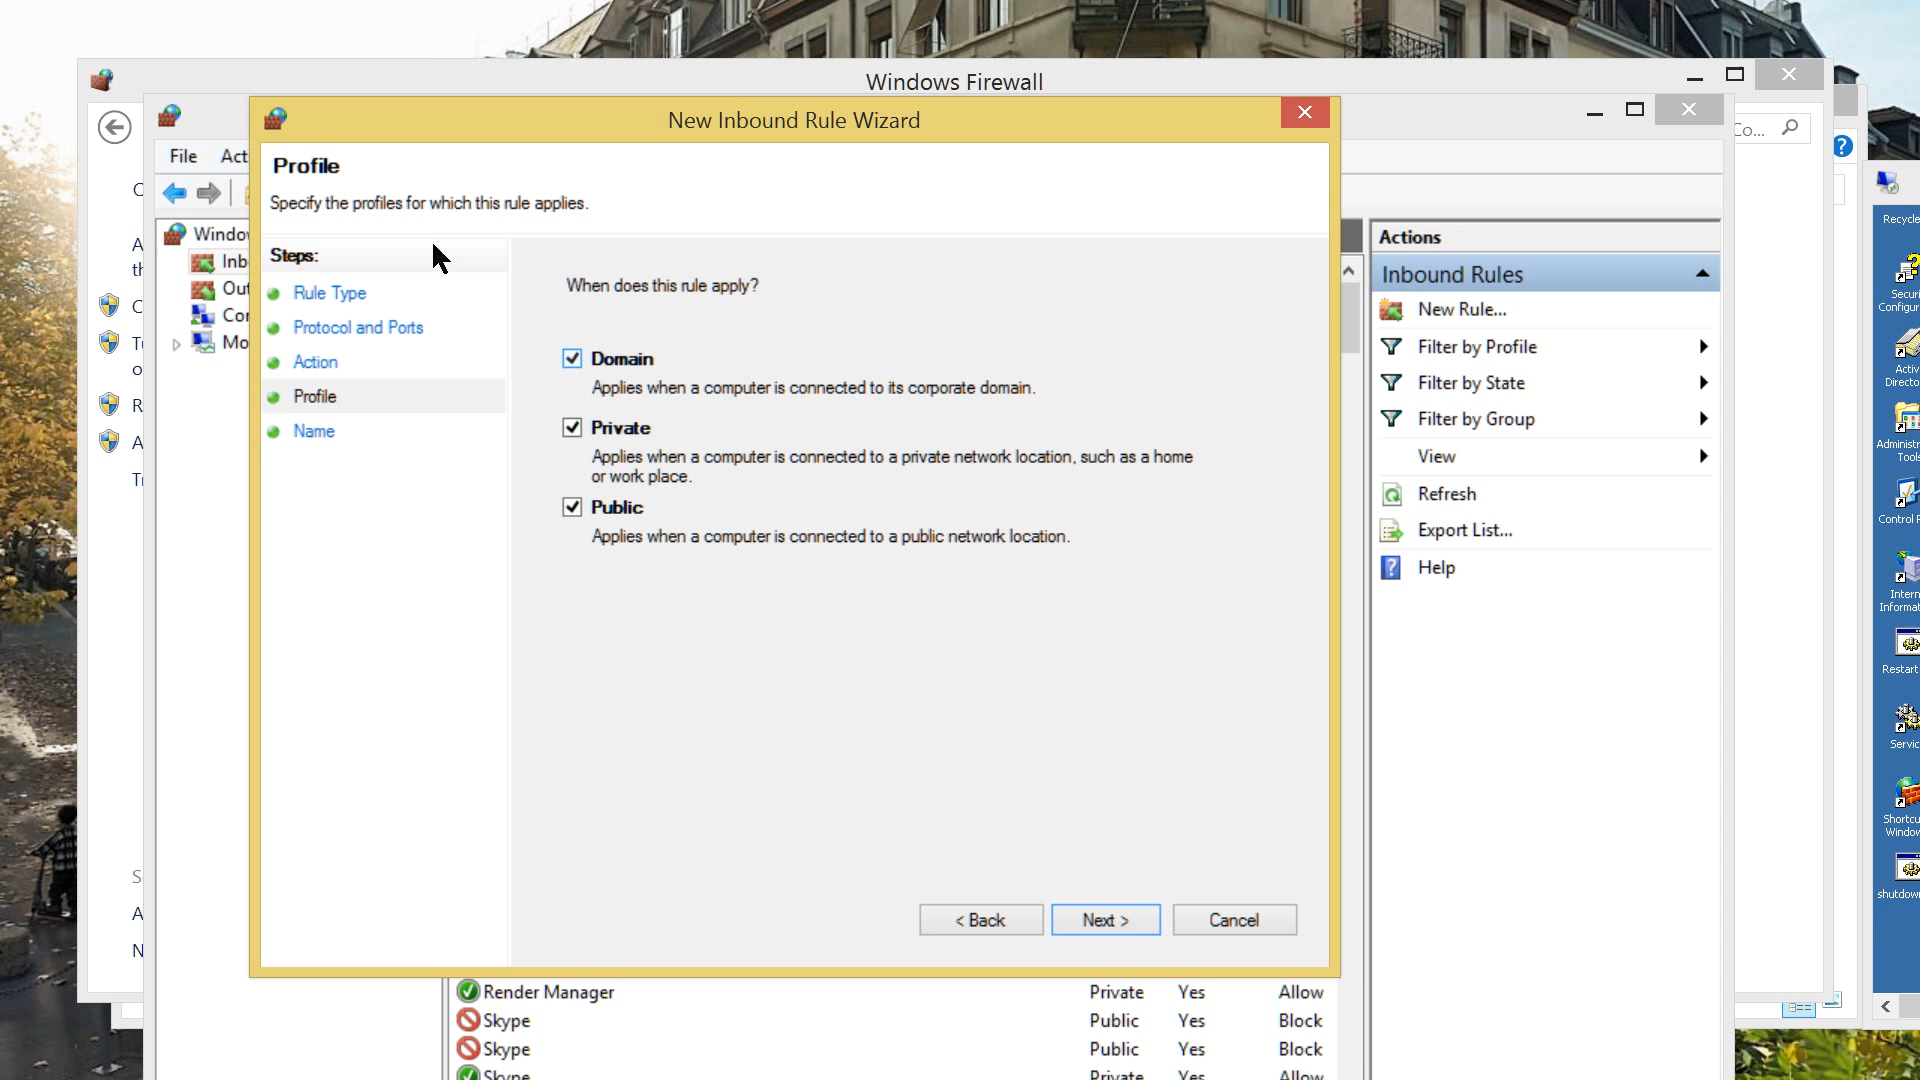 Windows Firewall
New Inbound Rule Wizard
Co...
File
Profile
Specify the profiles for which this rule applies.
Steps:
Rule Type
Protocol and Ports
Action
Profile
Name
When does this rule apply?
Domain
Applies when a computer is connected to its corporate domain.
Private
Applies when a computer is connected to a private network location, such as a home
or work place.
Public
Applies when a computer is connected to a public network location.
< Back
Next >
Cancel
Actions
Inbound Rules
New Rule...
Filter by Profile
Filter by State
Filter by Group
View
Refresh
Export List...
Help
Render Manager Private Yes Allow
Skype Public Yes Block
Skype Public Yes Block
Skype Private Yes Allow
Restart